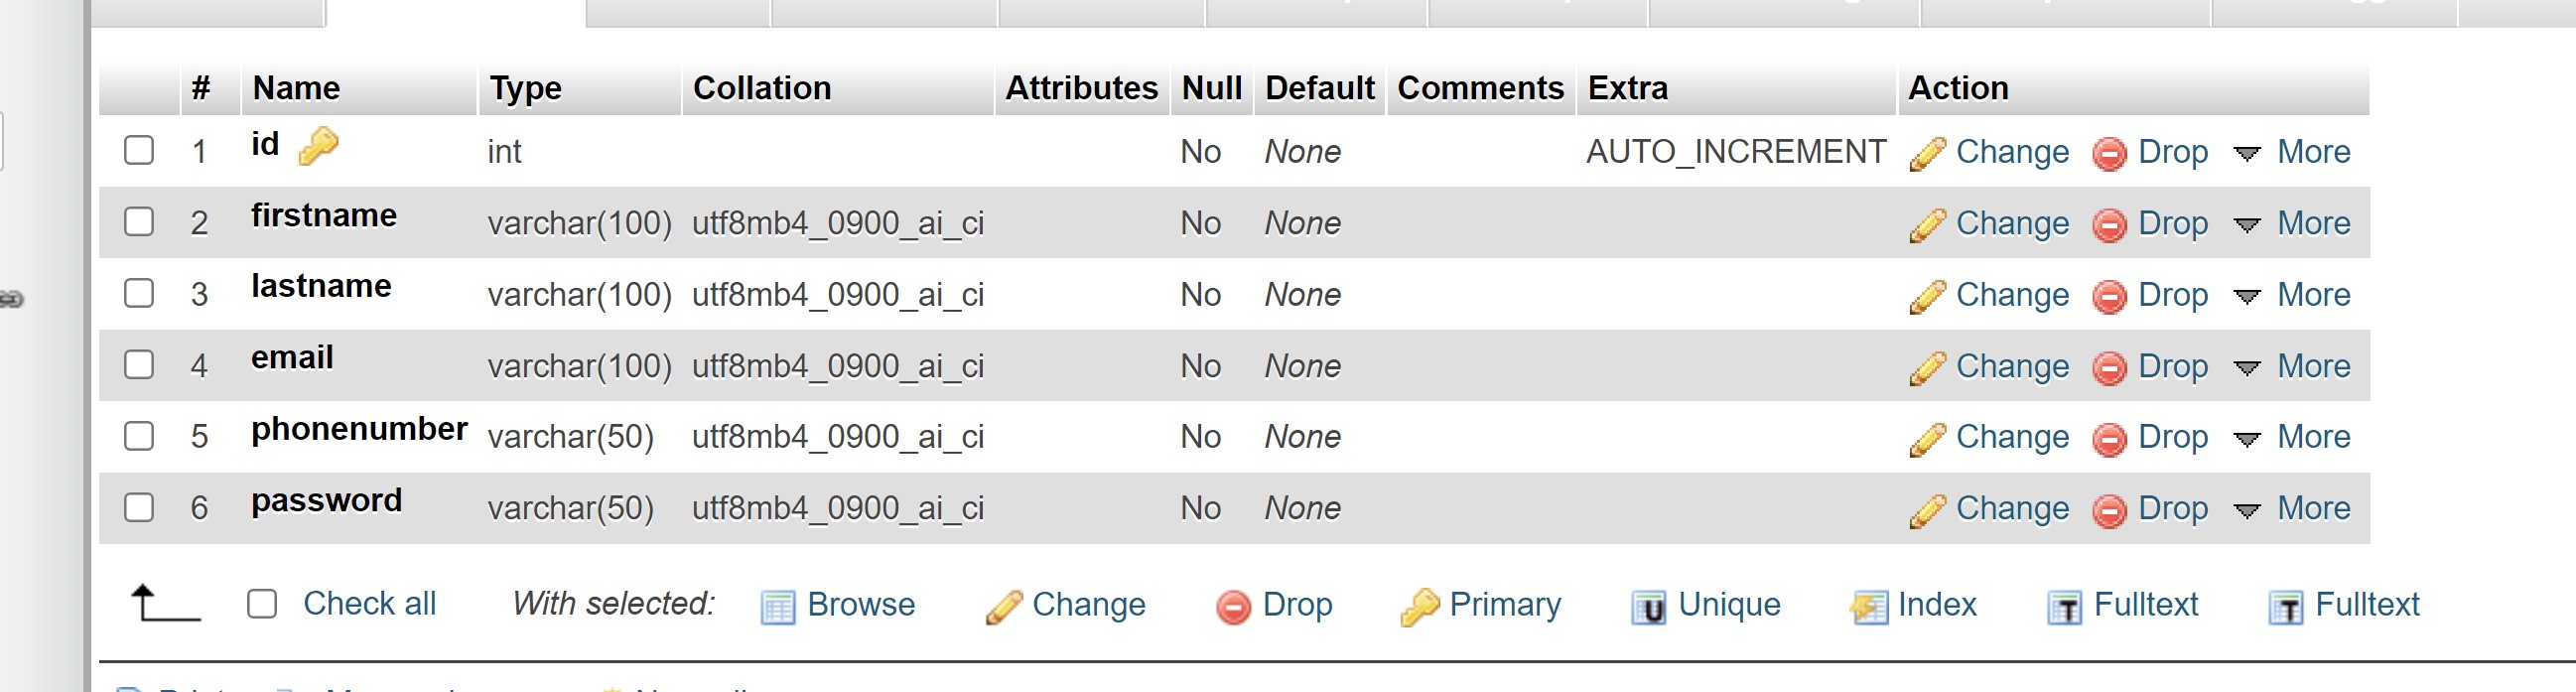 # Name Type Collation Attributes Null Default Comments Extra Action
1 id int No None AUTO_INCREMENT Change Drop More
2 firstname varchar(100) utf8mb4_0900_ai_ci No None Change Drop More
3 lastname varchar(100) utf8mb4_0900_ai_ci No None Change Drop More
4 email varchar(100) utf8mb4_0900_ai_ci No None Change Drop More
5 phonenumber varchar(50) utf8mb4_0900_ai_ci No None Change Drop More
6 password varchar(50) utf8mb4_0900_ai_ci No None Change Drop More
Check all With selected: Browse Change Drop Primary Unique Index Fulltext Fulltext